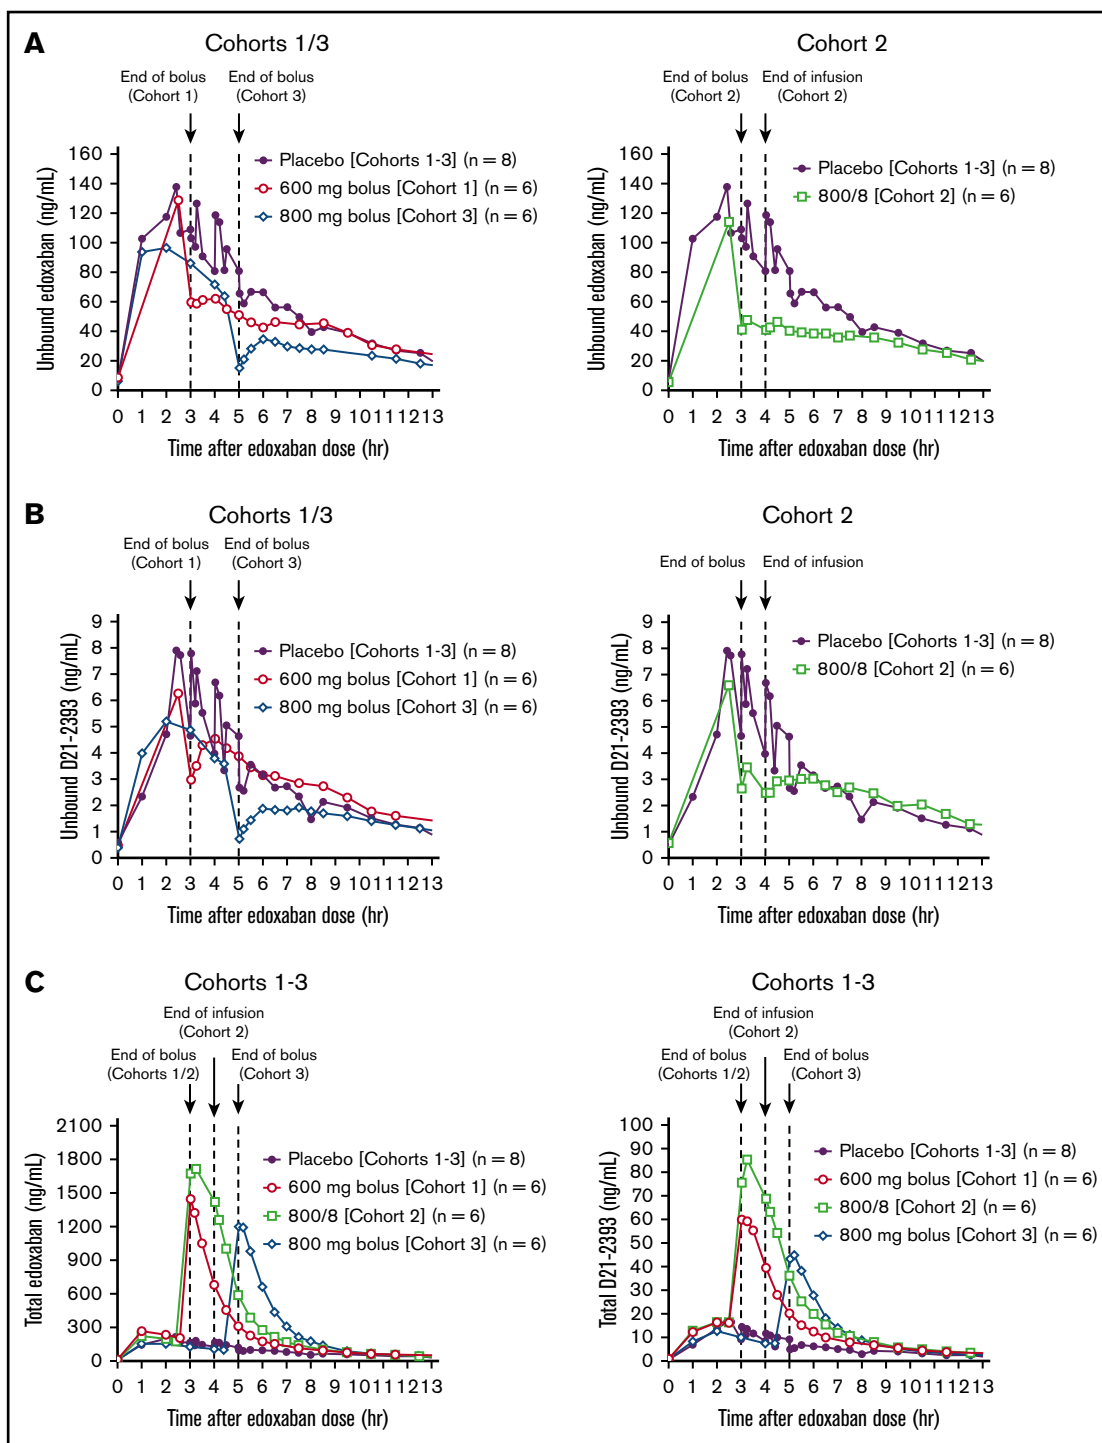 A
Cohorts 1/3
End of bolus
(Cohort 1)
End of bolus
(Cohort 3)
Unbound edoxaban (ng/mL)
160
140
120
100
80
60
40
20
0
Placebo [Cohorts 1-3] (n = 8)
600 mg bolus [Cohort 1] (n = 6)
800 mg bolus [Cohort 3] (n = 6)
0 1 2 3 4 5 6 7 8 9 10 11 12 13
Time after edoxaban dose (hr)
Cohort 2
End of bolus
(Cohort 2)
End of infusion
(Cohort 2)
Unbound edoxaban (ng/mL)
160
140
120
100
80
60
40
20
0
Placebo [Cohorts 1-3] (n = 8)
800/8 [Cohort 2] (n = 6)
0 1 2 3 4 5 6 7 8 9 10 11 12 13
Time after edoxaban dose (hr)
B
Cohorts 1/3
End of bolus
(Cohort 1)
End of bolus
(Cohort 3)
Unbound D21-2393 (ng/mL)
9
8
7
6
5
4
3
2
1
0
Placebo [Cohorts 1-3] (n = 8)
600 mg bolus [Cohort 1] (n = 6)
800 mg bolus [Cohort 3] (n = 6)
0 1 2 3 4 5 6 7 8 9 10 11 12 13
Time after edoxaban dose (hr)
Cohort 2
End of bolus
End of infusion
Unbound D21-2393 (ng/mL)
9
8
7
6
5
4
3
2
1
0
Placebo [Cohorts 1-3] (n = 8)
800/8 [Cohort 2] (n = 6)
0 1 2 3 4 5 6 7 8 9 10 11 12 13
Time after edoxaban dose (hr)
C
Cohorts 1-3
End of infusion
(Cohort 2)
End of bolus
(Cohorts 1/2)
End of bolus
(Cohort 3)
Total edoxaban (ng/mL)
2100
1800
1500
1200
900
600
300
0
Placebo [Cohorts 1-3] (n = 8)
600 mg bolus [Cohort 1] (n = 6)
800/8 [Cohort 2] (n = 6)
800 mg bolus [Cohort 3] (n = 6)
0 1 2 3 4 5 6 7 8 9 10 11 12 13
Time after edoxaban dose (hr)
Cohorts 1-3
End of infusion
(Cohort 2)
End of bolus
(Cohorts 1/2)
End of bolus
(Cohort 3)
Total D21-2393 (ng/mL)
100
90
80
70
60
50
40
30
20
10
0
Placebo [Cohorts 1-3] (n = 8)
600 mg bolus [Cohort 1] (n = 6)
800/8 [Cohort 2] (n = 6)
800 mg bolus [Cohort 3] (n = 6)
0 1 2 3 4 5 6 7 8 9 10 11 12 13
Time after edoxaban dose (hr)